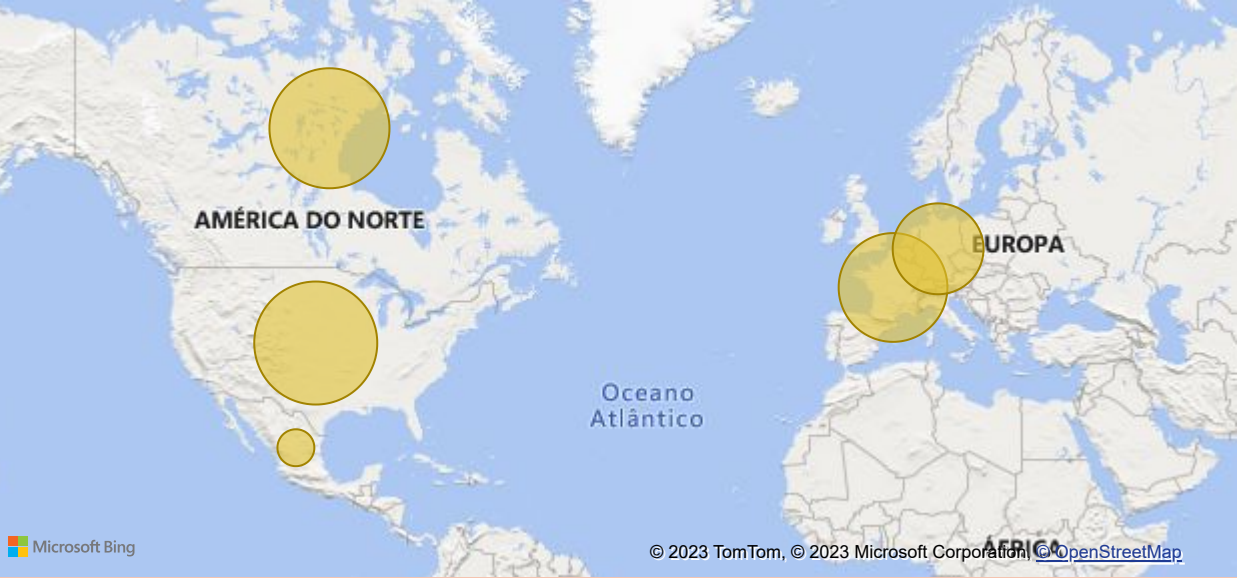 AMÉRICA DO NORTE
EUROPA
Oceano
Atlântico
ÁFRICA
Microsoft Bing
© 2023 TomTom, © 2023 Microsoft Corporation, © OpenStreetMap